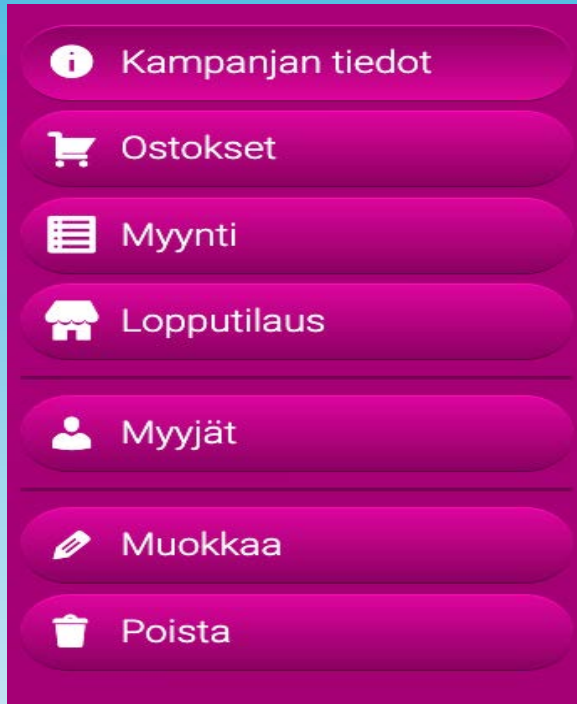 Kampanjan tiedot
Ostokset
Myynti
Lopputilaus
Myyjät
Muokkaa
Poista